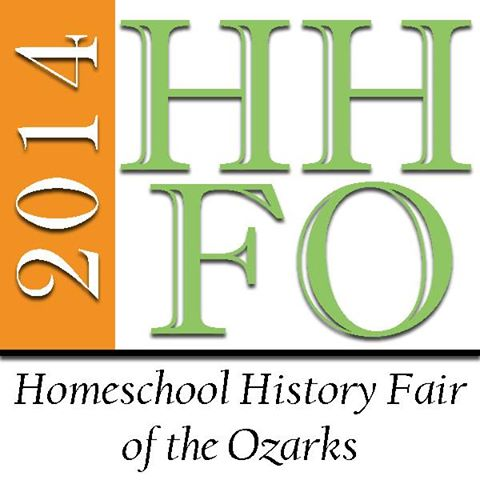 2014
HH
FO
Homeschool History Fair
of the Ozarks